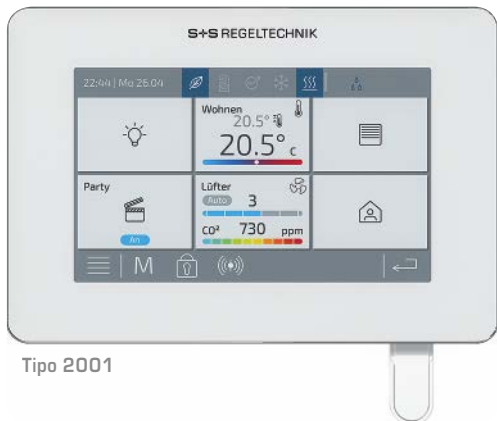 S+S REGELTECHNIK
22:44 | Mo 26.04
Wohnen
20.5°
20.5° c
Party
An
Lüfter
Auto 3
CO² 730 ppm
M
Tipo 2001